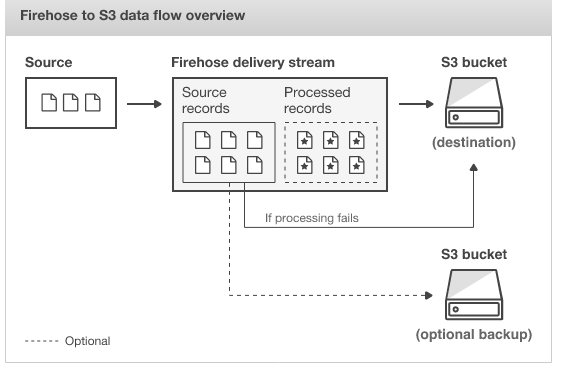 Firehose to S3 data flow overview
Source
Firehose delivery stream
S3 bucket
Source
records
Processed
records
(destination)
If processing fails
S3 bucket
(optional backup)
Optional